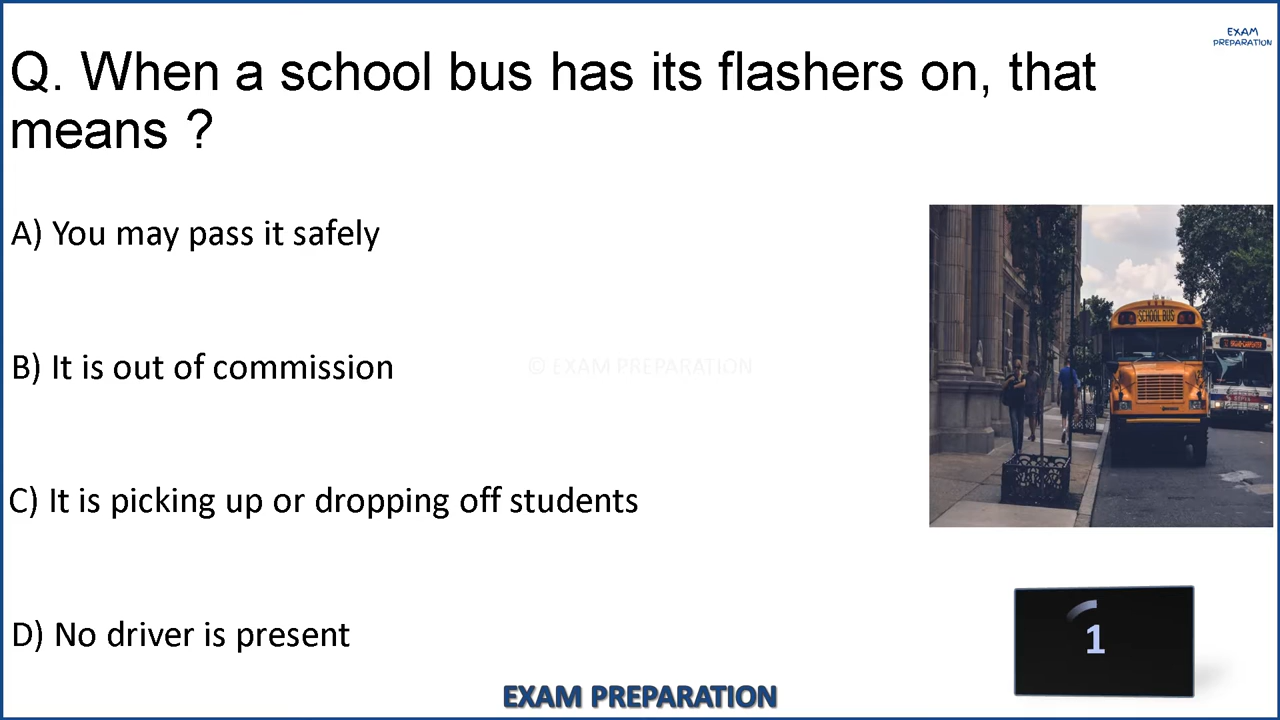 EXAM
PREPARATION
Q. When a school bus has its flashers on, that
means ?
A) You may pass it safely
B) It is out of commission
© EXAM PREPARATION
C) It is picking up or dropping off students
D) No driver is present
SCHOOL BUS
1
EXAM PREPARATION